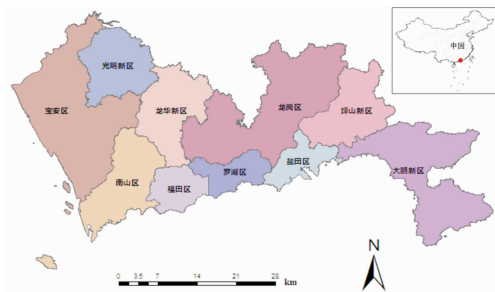 中国
光明新区
宝安区
龙华新区
龙岗区
坪山新区
盐田区
大鹏新区
罗湖区
南山区
福田区
N
0 3.5 7 14 21 28
km